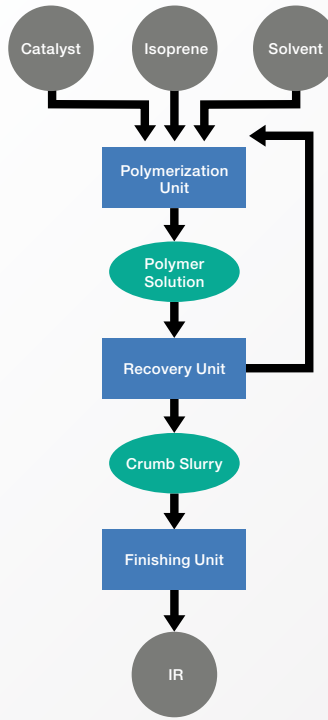 Catalyst
Isoprene
Solvent
Polymerization
Unit
Polymer
Solution
Recovery Unit
Crumb Slurry
Finishing Unit
IR